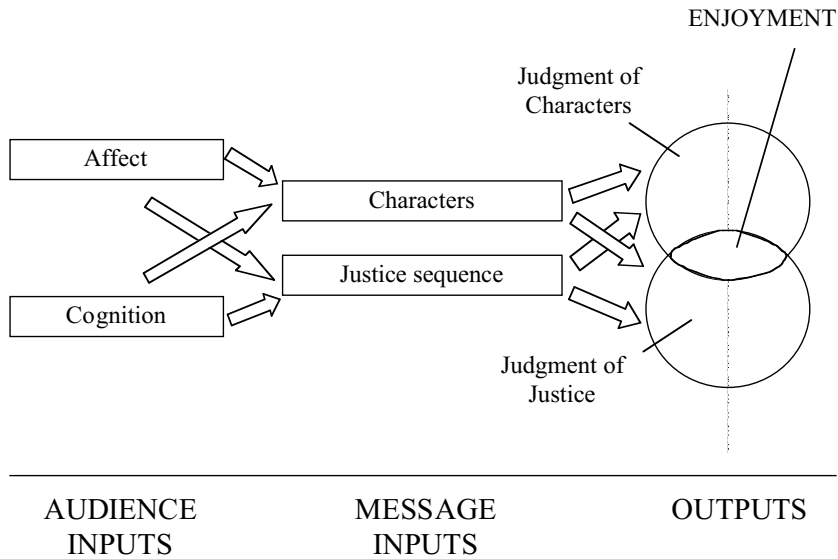 ENJOYMENT
Judgment of
Characters
Affect
Characters
Justice sequence
Cognition
Judgment of
Justice
AUDIENCE
INPUTS
MESSAGE
INPUTS
OUTPUTS